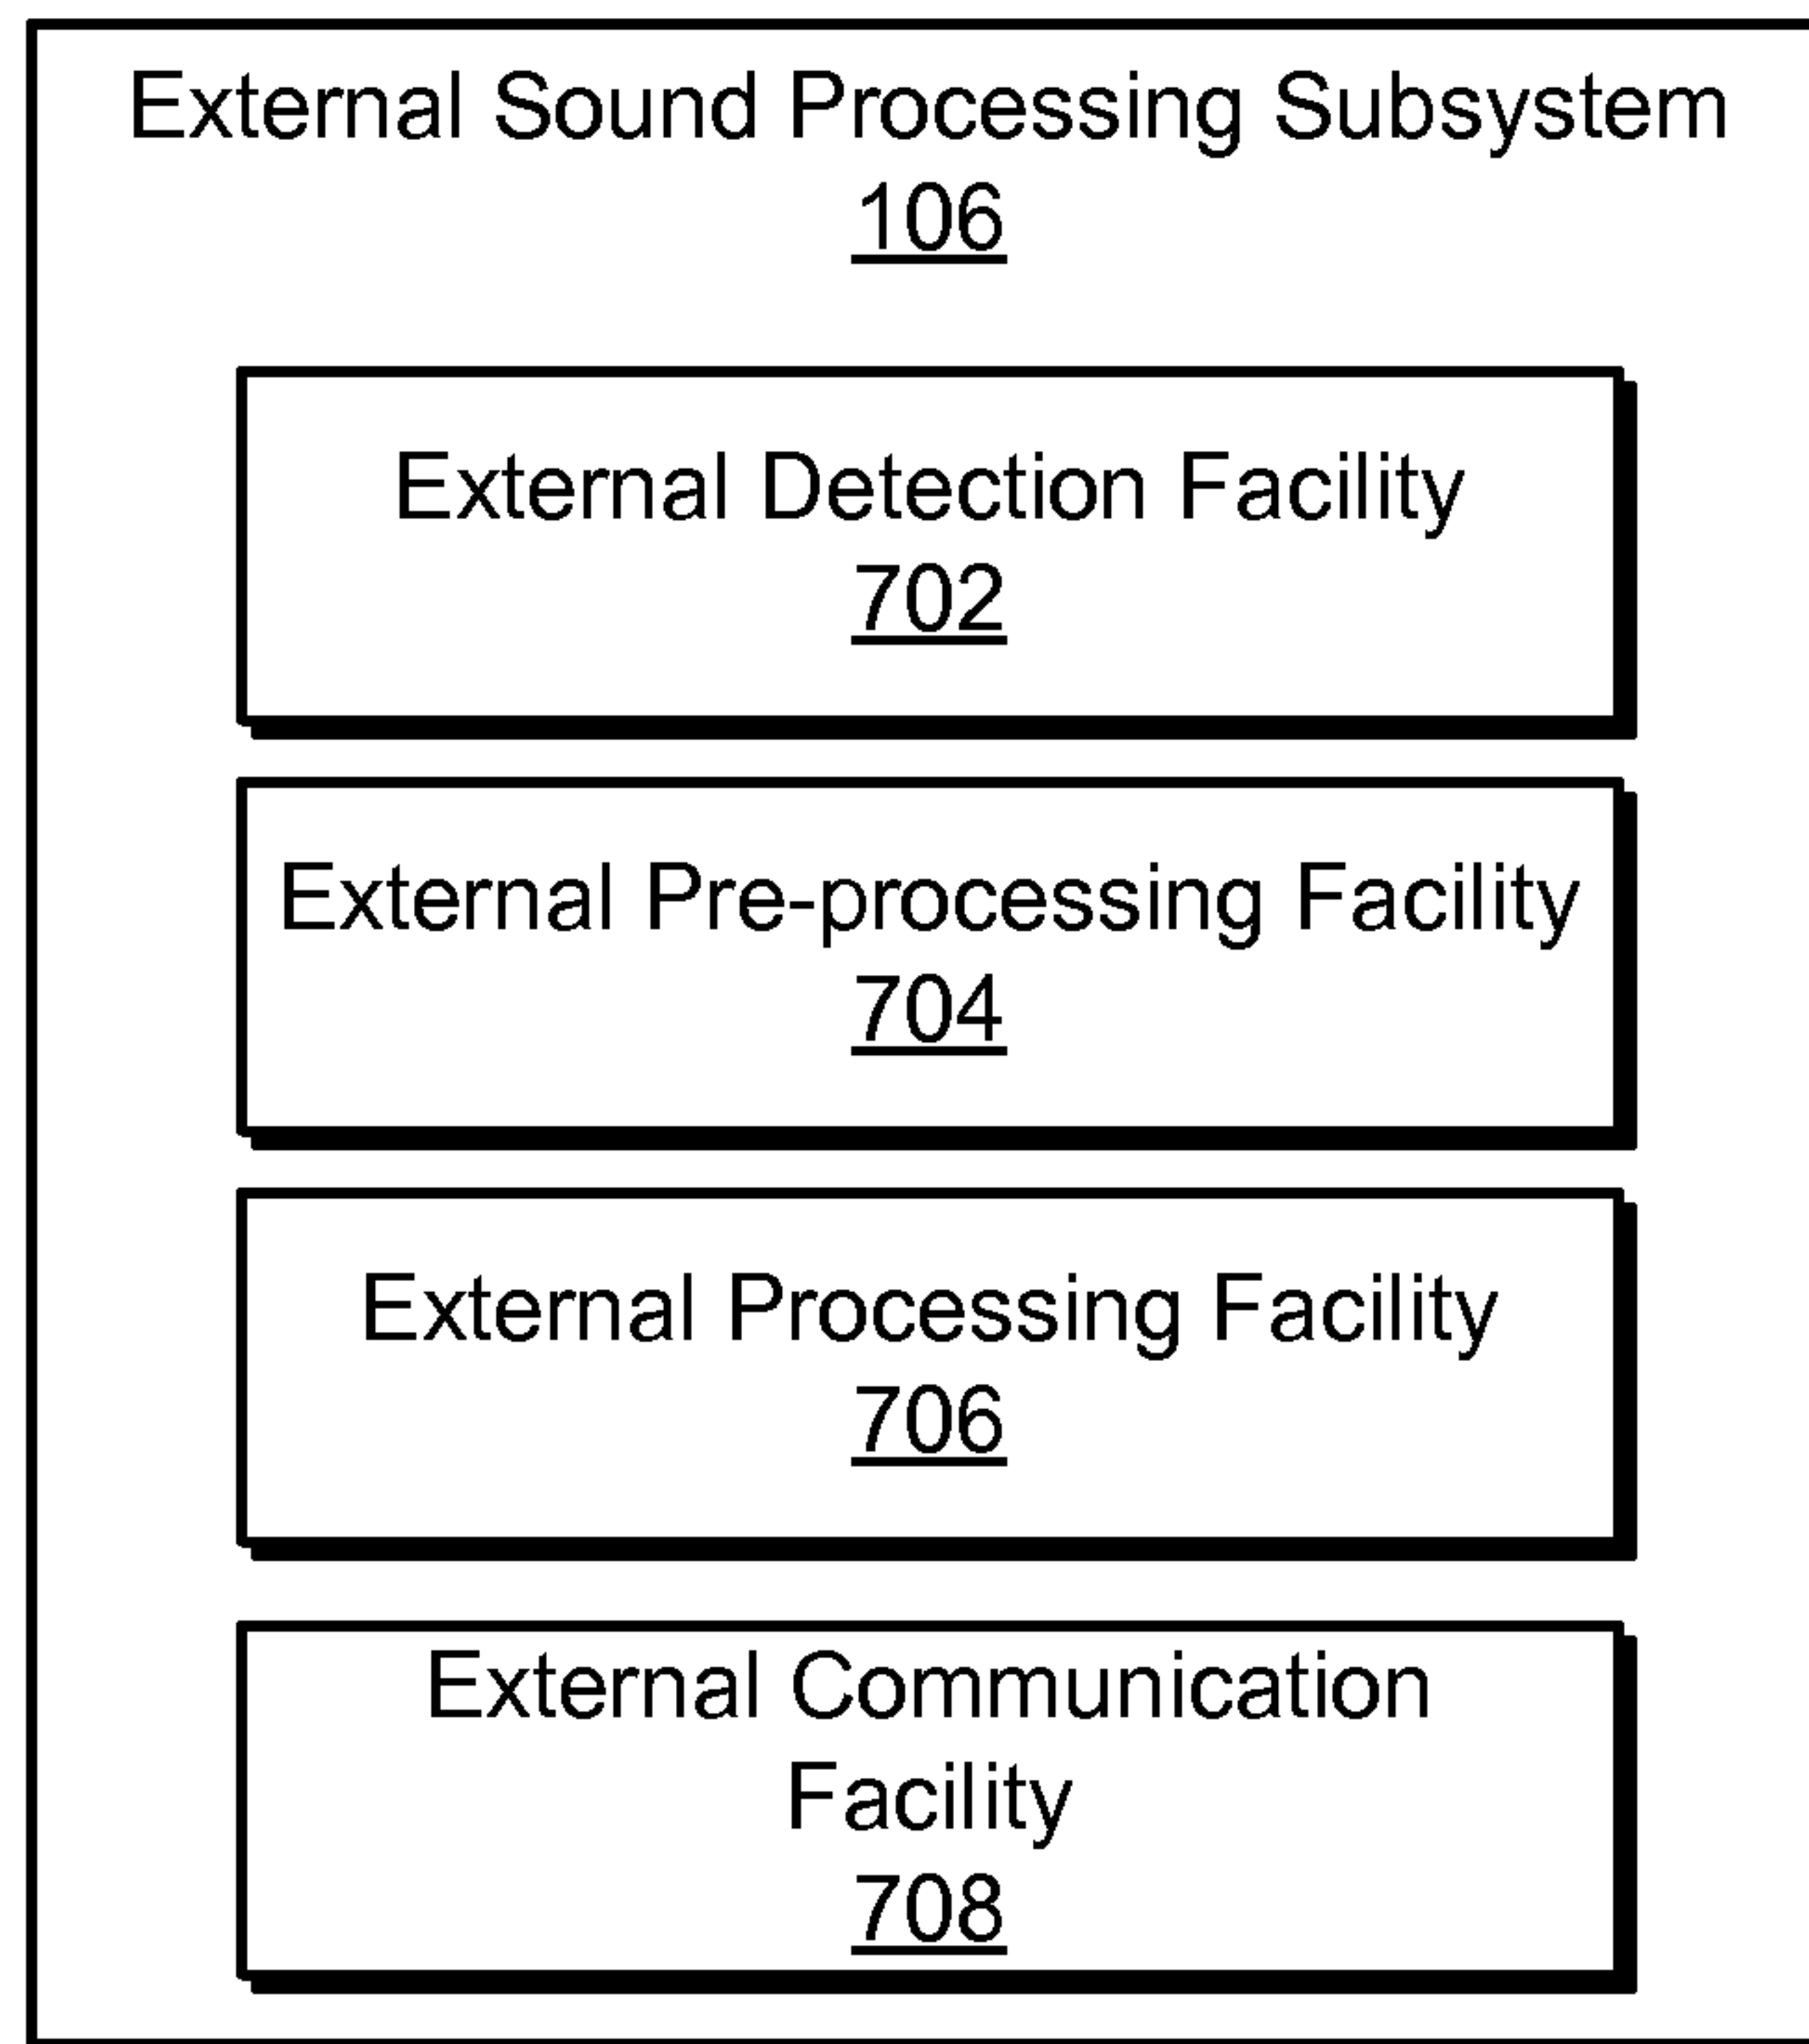 External Sound Processing Subsystem
106
External Detection Facility
702
External Pre-processing Facility
704
External Processing Facility
706
External Communication
Facility
708